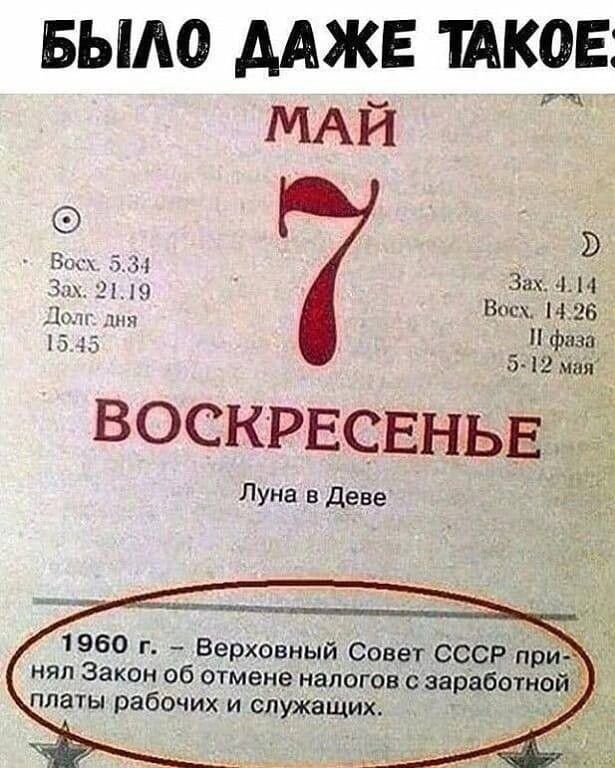 БЫЛО ДАЖЕ ТАКОЕ:
МАЙ
7
Восх. 5.34
Зах. 21.19
Долг. дня
15.45
Зах. 4.14
Восх. 14.26
II фаза
5-12 мая
ВОСКРЕСЕНЬЕ
Луна в Деве
1960 г. – Верховный Совет СССР при-
нял Закон об отмене налогов с заработной
платы рабочих и служащих.